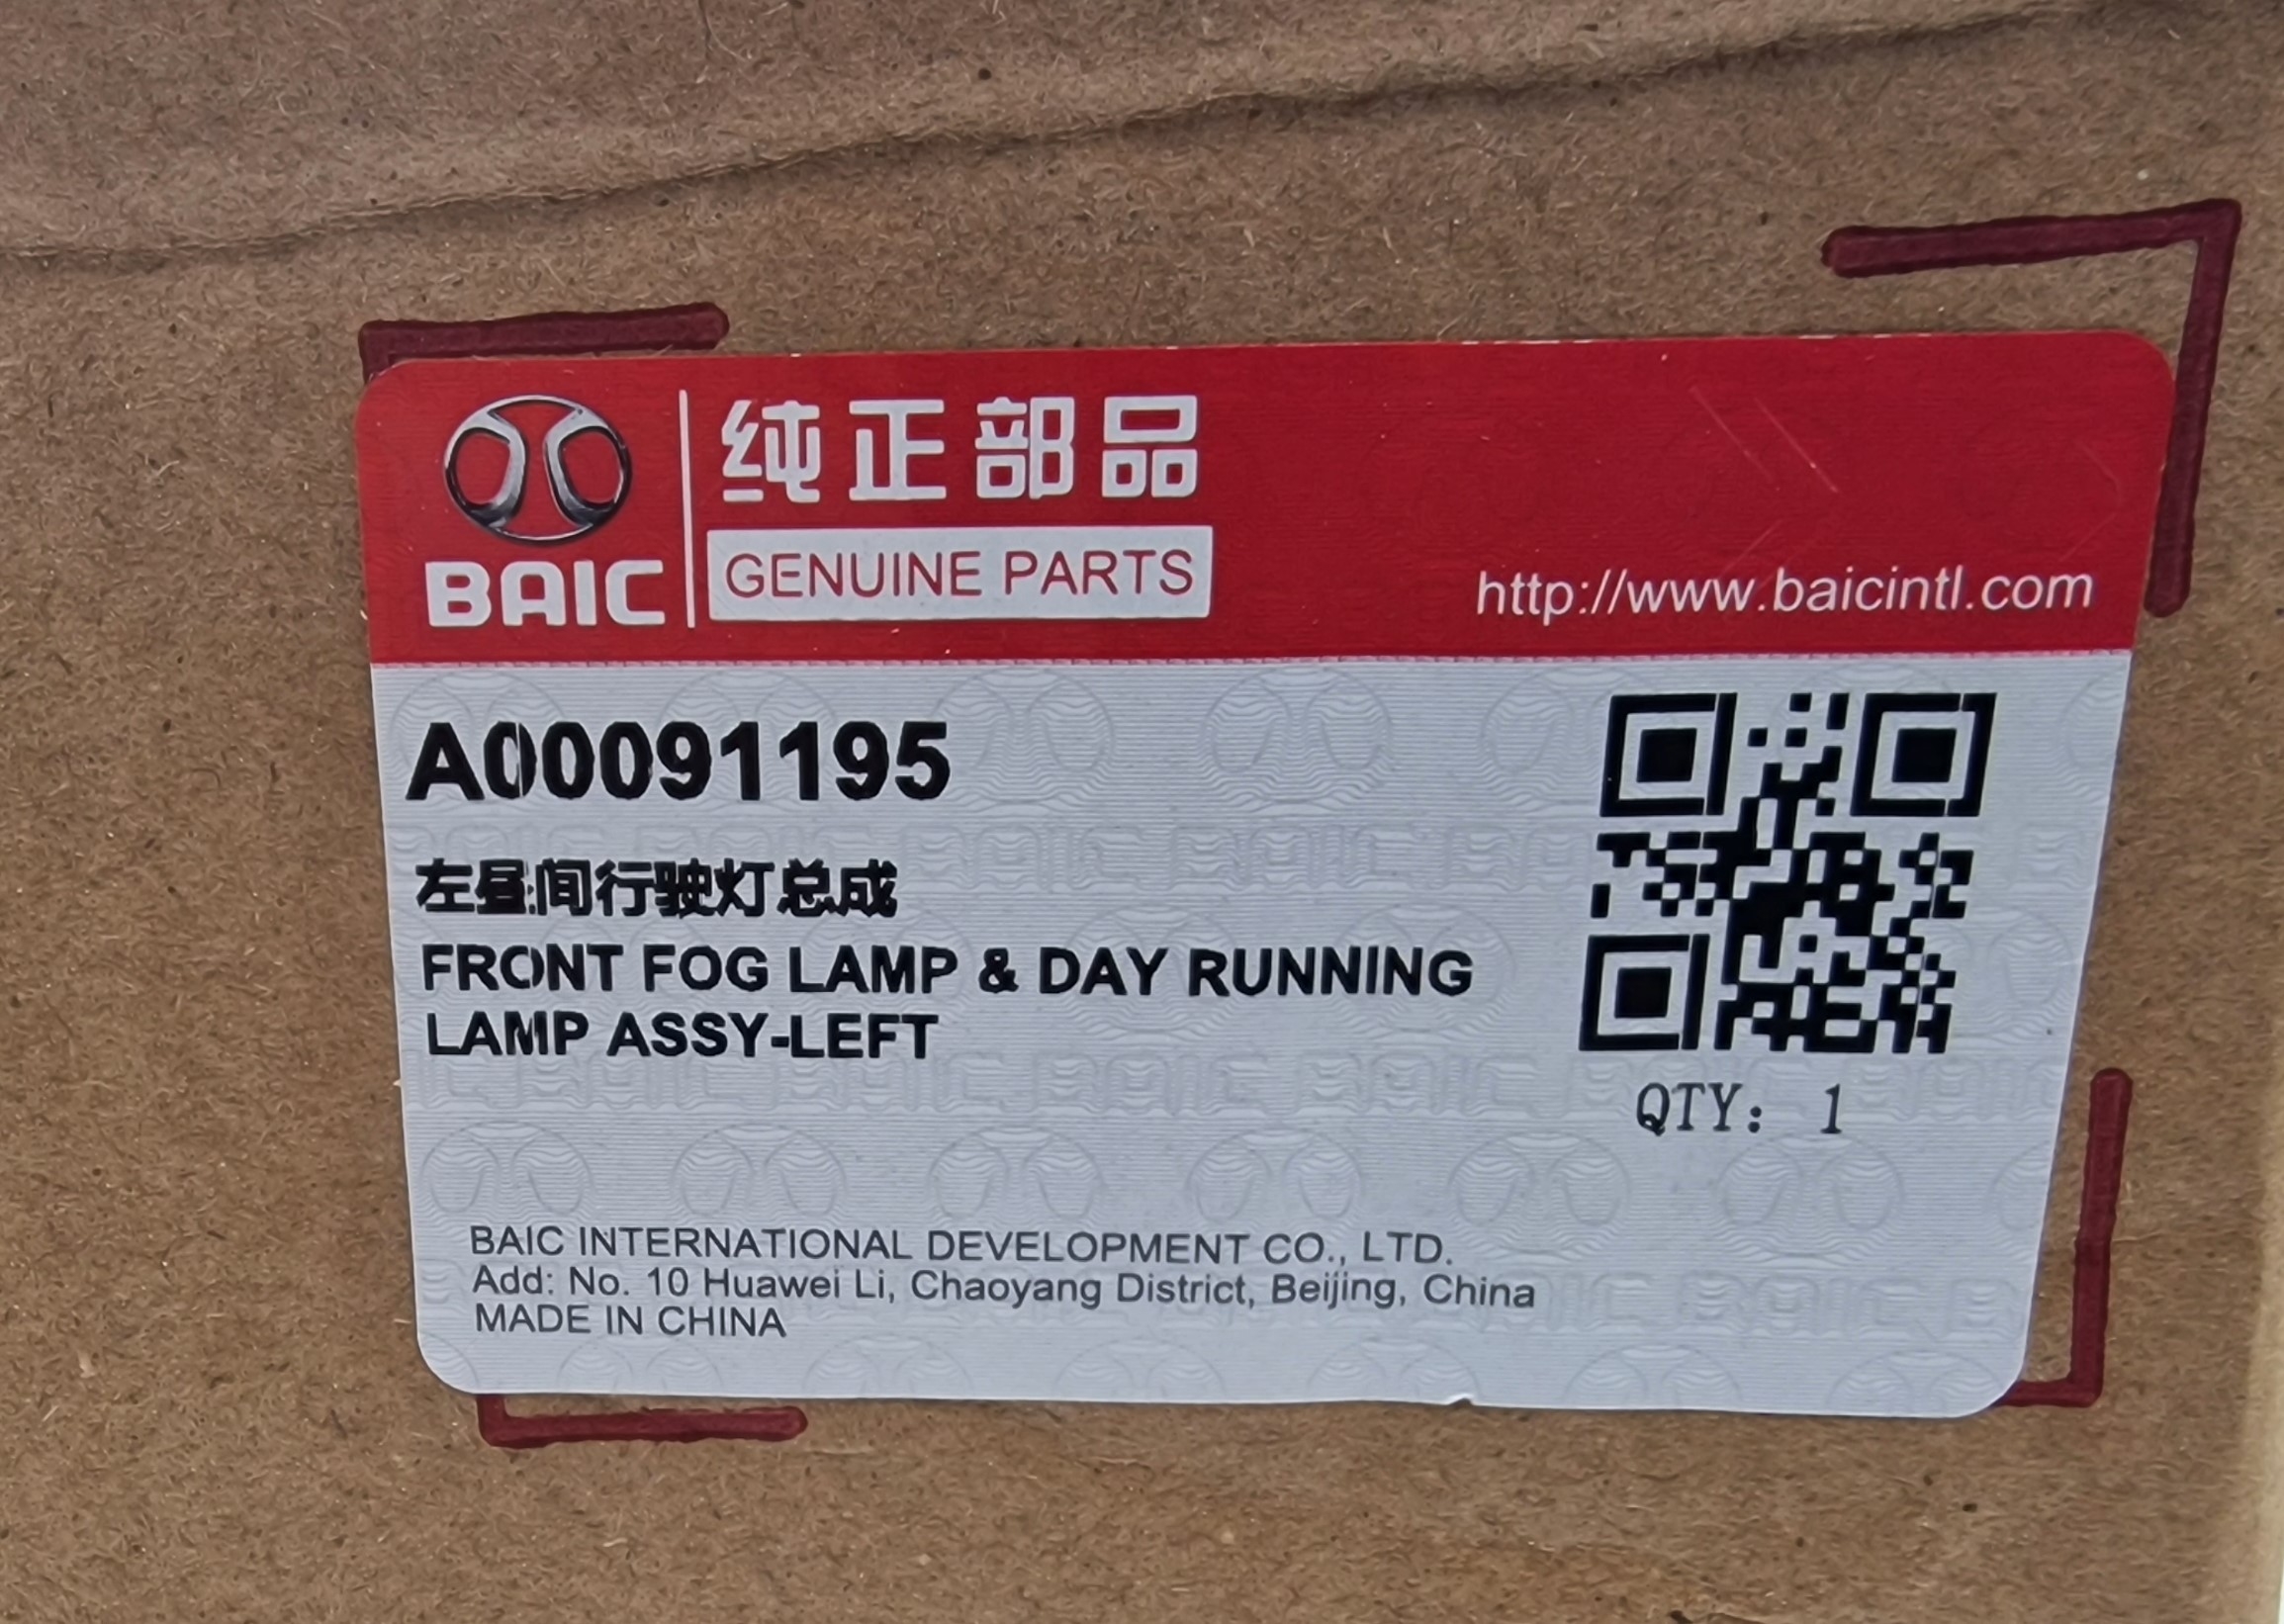 纯正部品
BAIC
GENUINE PARTS
http://www.baicintl.com
A00091195
左昼间行驶灯总成
FRONT FOG LAMP & DAY RUNNING
LAMP ASSY-LEFT
QTY: 1
BAIC INTERNATIONAL DEVELOPMENT CO., LTD.
Add: No. 10 Huawei Li, Chaoyang District, Beijing, China
MADE IN CHINA